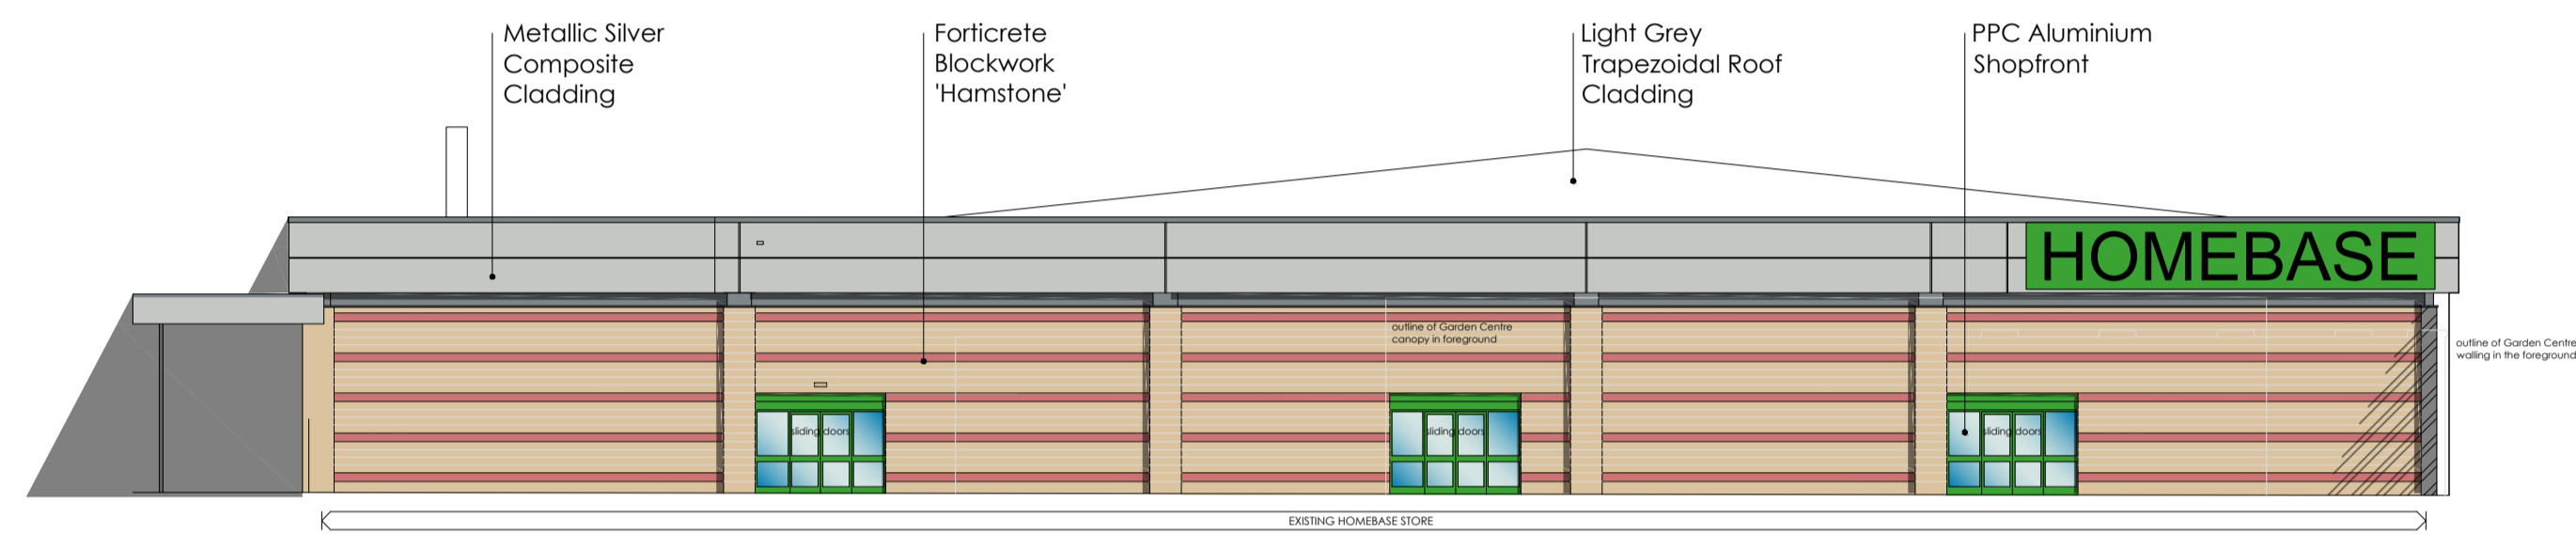 Metallic Silver
Composite
Cladding
Forticrete
Blockwork
'Hamstone'
Light Grey
Trapezoidal Roof
Cladding
PPC Aluminium
Shopfront
HOMEBASE
outline of Garden Centre
canopy in foreground
outline of Garden Centre
walling in the foreground
sliding doors
sliding doors
sliding doors
EXISTING HOMEBASE STORE